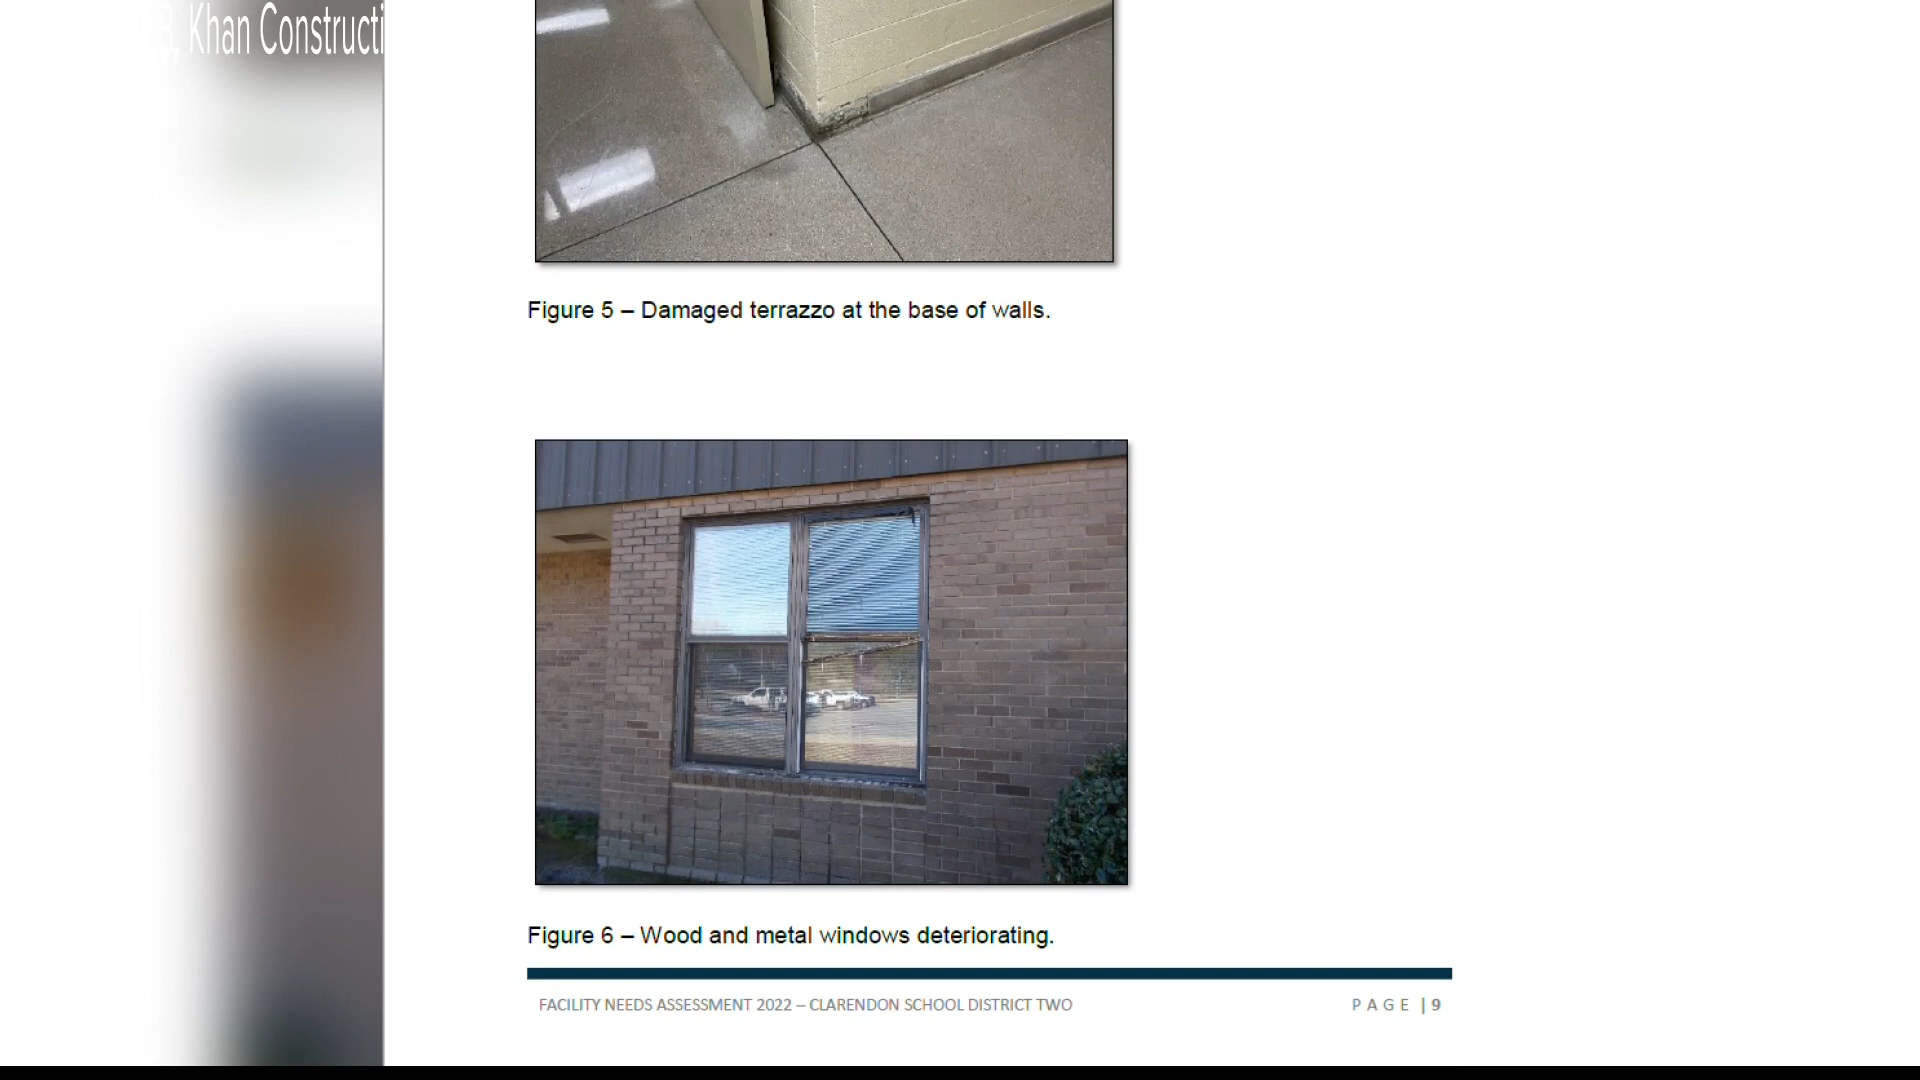 B. Khan Constructi
Figure 5 – Damaged terrazzo at the base of walls.
Figure 6 – Wood and metal windows deteriorating.
FACILITY NEEDS ASSESSMENT 2022 – CLARENDON SCHOOL DISTRICT TWO
PAGE | 9